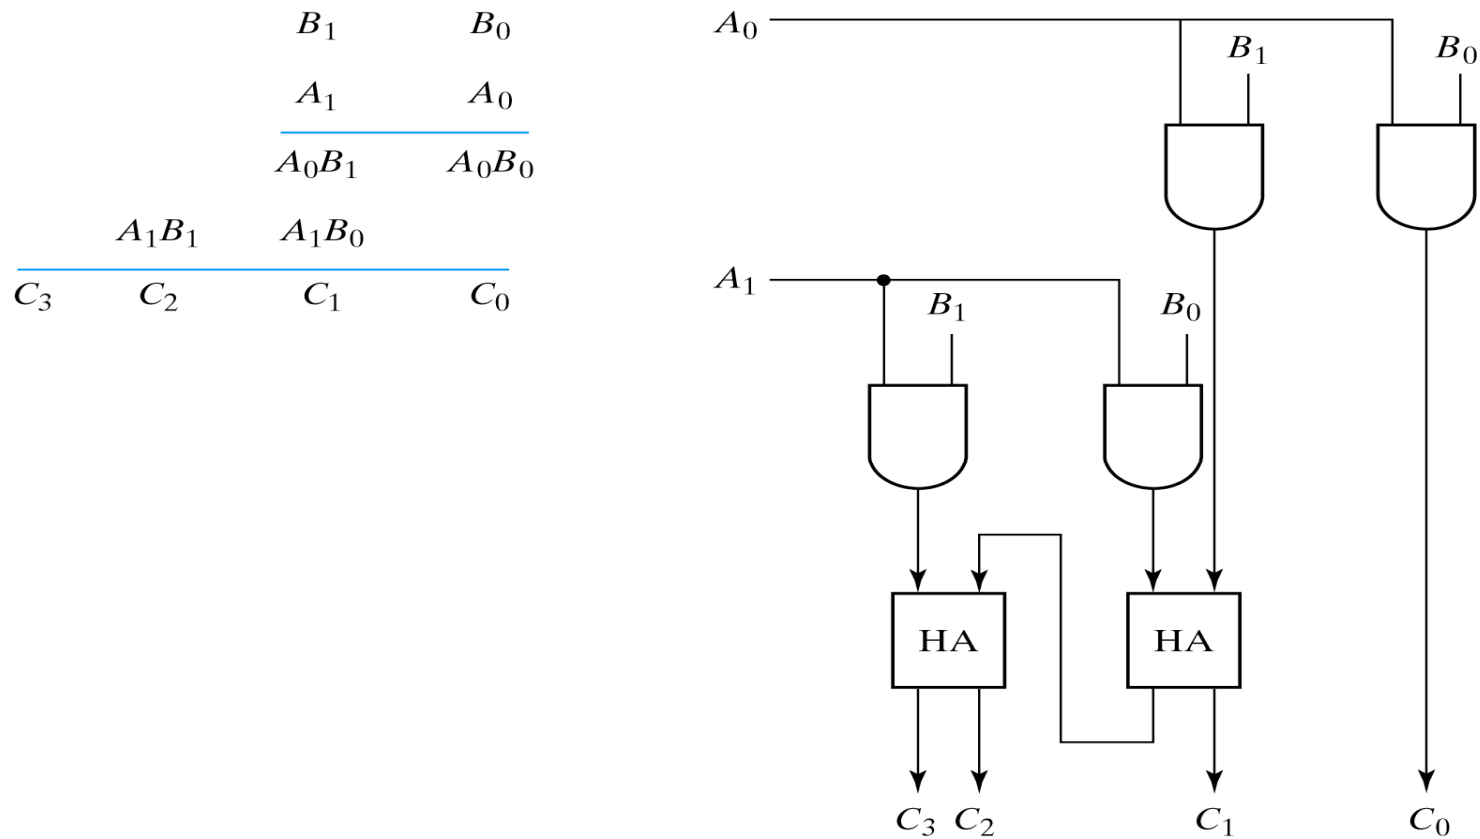 B₁ B₀
A₁ A₀
A₀B₁ A₀B₀
A₁B₁ A₁B₀
C₃ C₂ C₁ C₀
A₀
B₁ B₀
A₁
B₁ B₀
HA HA
C₃ C₂ C₁ C₀